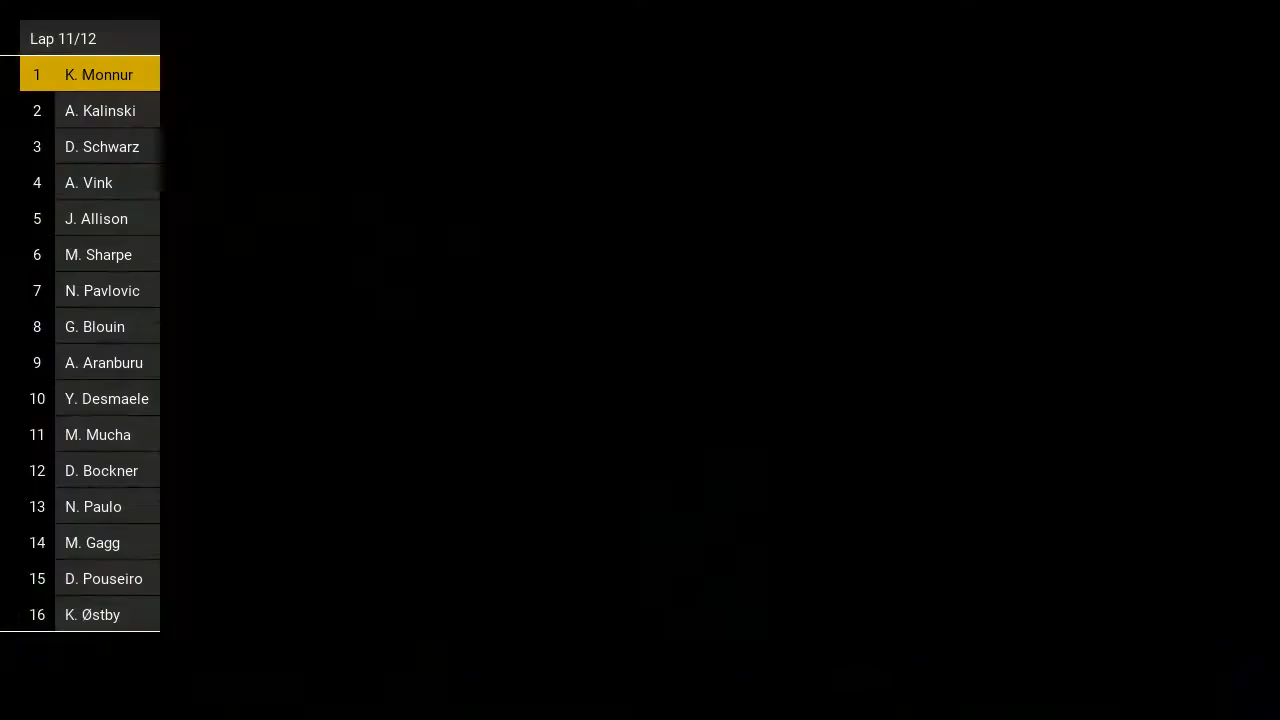 Lap 11/12
1 K. Monnur
2 A. Kalinski
3 D. Schwarz
4 A. Vink
5 J. Allison
6 M. Sharpe
7 N. Pavlovic
8 G. Blouin
9 A. Aranburu
10 Y. Desmaele
11 M. Mucha
12 D. Bockner
13 N. Paulo
14 M. Gagg
15 D. Pouseiro
16 K. Østby